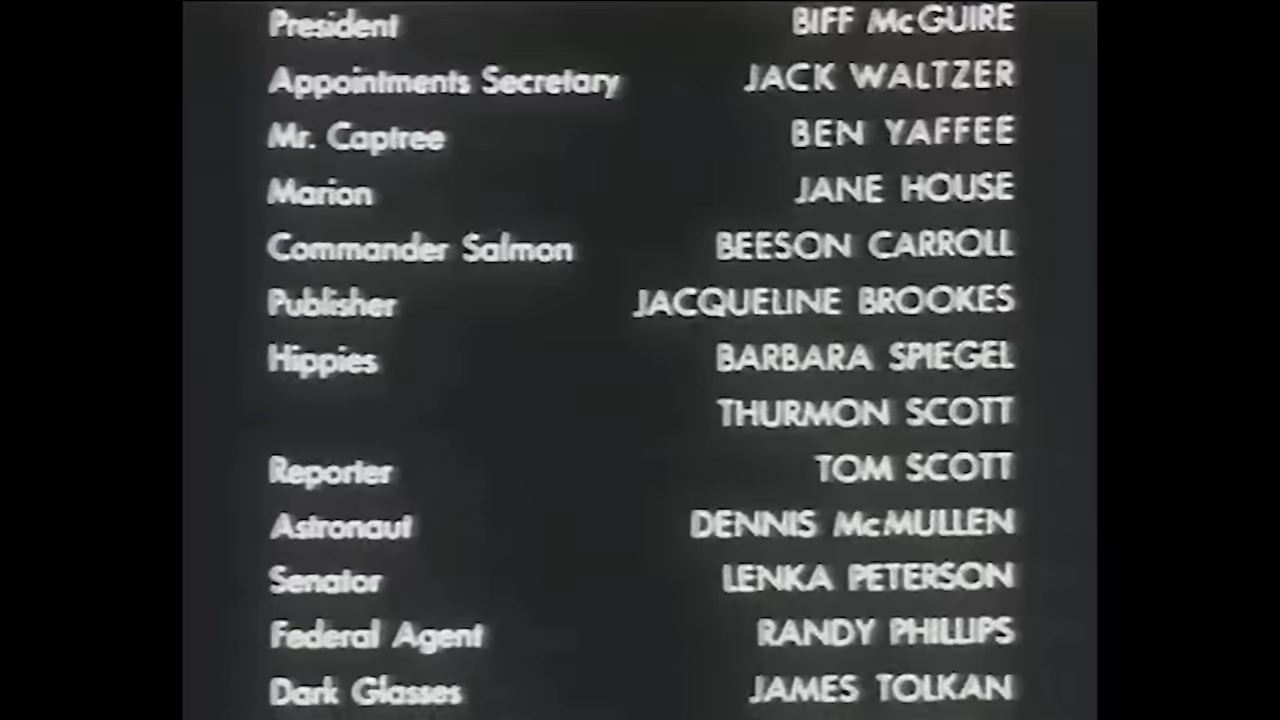 President BIFF McGUIRE
Appointments Secretary JACK WALTZER
Mr. Captree BEN YAFFEE
Marion JANE HOUSE
Commander Salmon BEESON CARROLL
Publisher JACQUELINE BROOKES
Hippies BARBARA SPIEGEL
THURMON SCOTT
Reporter TOM SCOTT
Astronaut DENNIS McMULLEN
Senator LENKA PETERSON
Federal Agent RANDY PHILLIPS
Dark Glasses JAMES TOLKAN